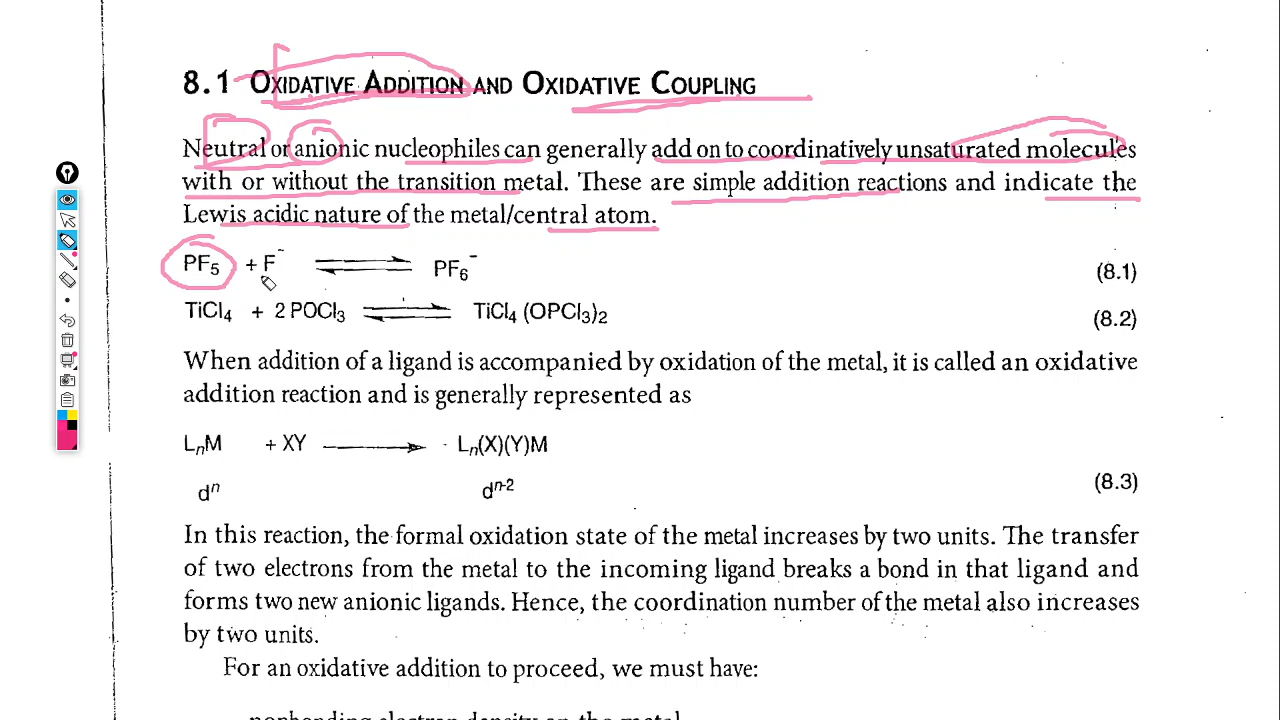 8.1 OXIDATIVE ADDITION AND OXIDATIVE COUPLING
Neutral or anionic nucleophiles can generally add on to coordinatively unsaturated molecules
with or without the transition metal. These are simple addition reactions and indicate the
Lewis acidic nature of the metal/central atom.
PF₅ + F⁻ ⇌ PF₆⁻ (8.1)
TiCl₄ + 2 POCl₃ ⇌ TiCl₄ (OPCl₃)₂ (8.2)
When addition of a ligand is accompanied by oxidation of the metal, it is called an oxidative
addition reaction and is generally represented as
LₙM + XY → Lₙ(X)(Y)M
dⁿ dⁿ⁻² (8.3)
In this reaction, the formal oxidation state of the metal increases by two units. The transfer
of two electrons from the metal to the incoming ligand breaks a bond in that ligand and
forms two new anionic ligands. Hence, the coordination number of the metal also increases
by two units.
For an oxidative addition to proceed, we must have:
nonbonding electron density on the metal